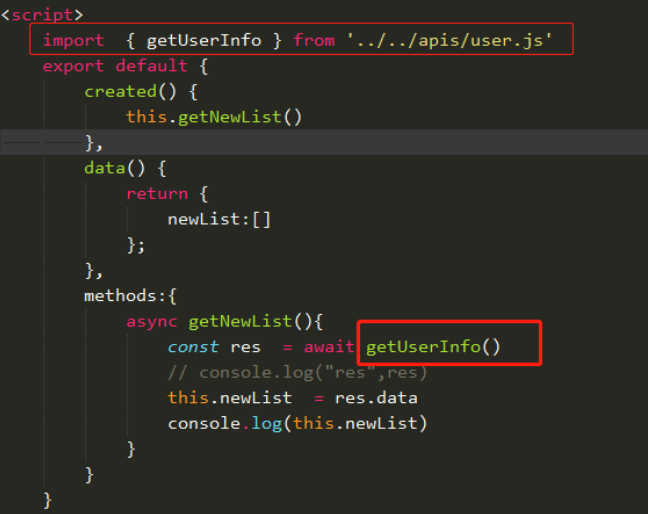 <script>
import  { getUserInfo } from '../../apis/user.js'
export default {
created() {
this.getNewList()
},
data() {
return {
newList:[]
};
},
methods:{
async getNewList(){
const res  = await getUserInfo()
// console.log("res",res)
this.newList  = res.data
console.log(this.newList)
}
}
}